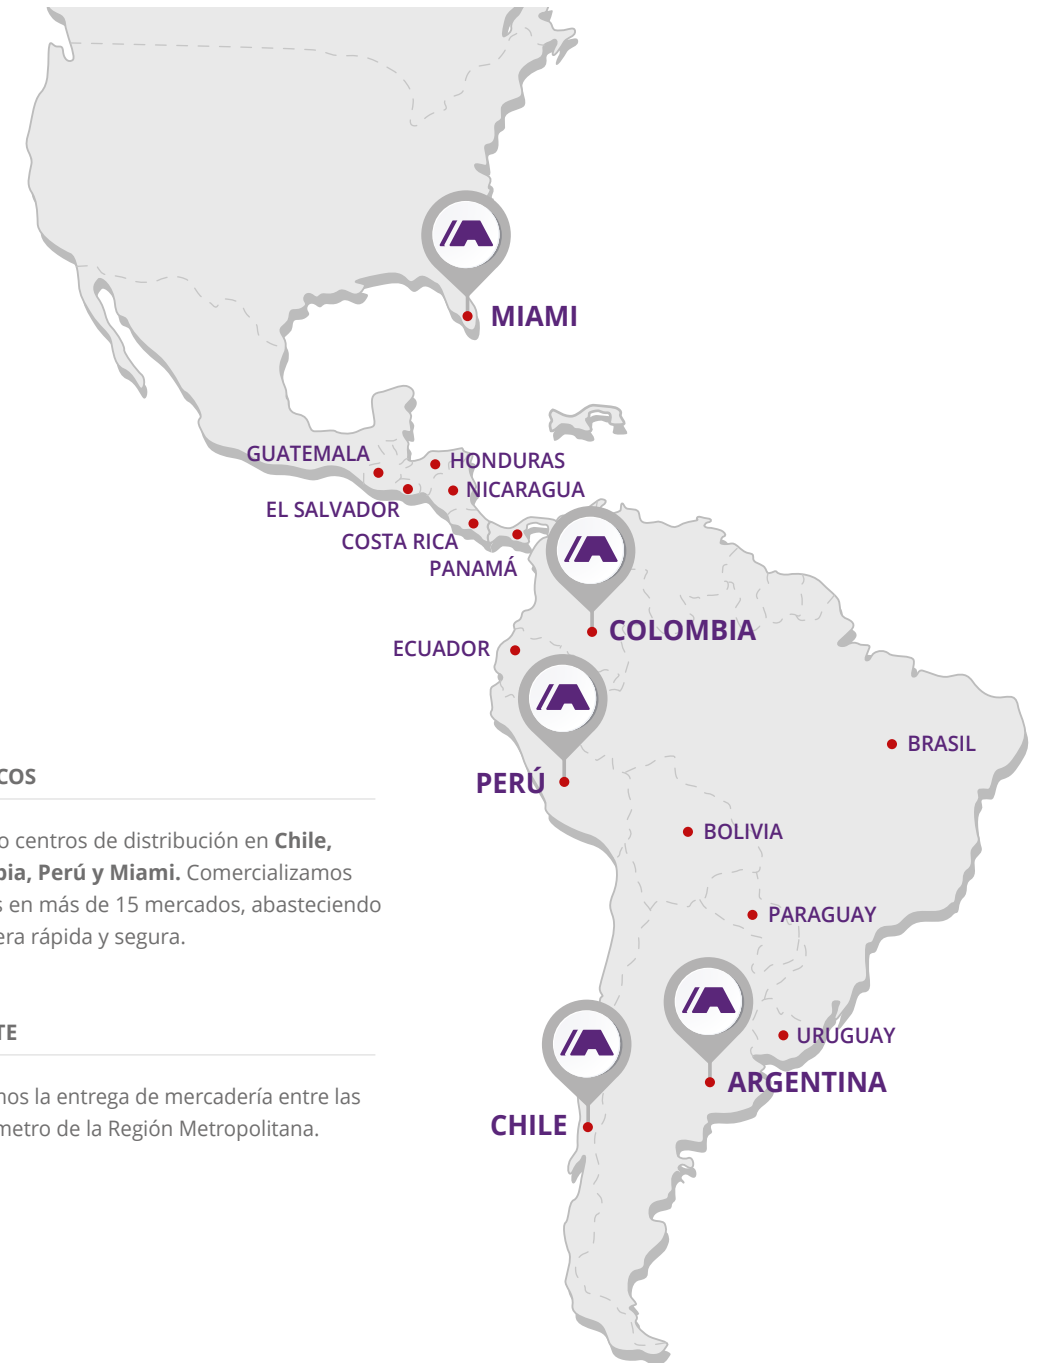 MIAMI
GUATEMALA
HONDURAS
NICARAGUA
EL SALVADOR
COSTA RICA
PANAMÁ
COLOMBIA
ECUADOR
BRASIL
PERÚ
BOLIVIA
PARAGUAY
URUGUAY
ARGENTINA
CHILE
COS
o centros de distribución en Chile,
bia, Perú y Miami. Comercializamos
s en más de 15 mercados, abasteciendo
era rápida y segura.
TE
nos la entrega de mercadería entre las
metro de la Región Metropolitana.